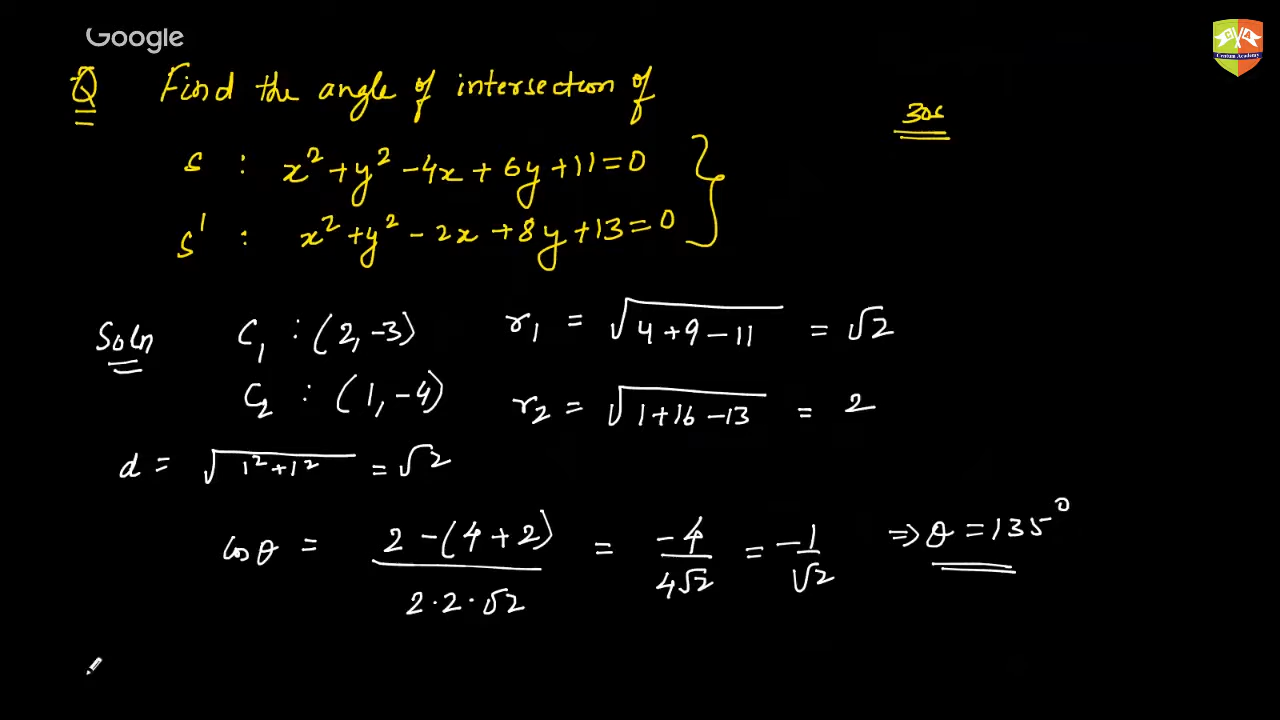 Google
Q Find the angle of intersection of
30s
S : x² + y² - 4x + 6y + 11 = 0
S' : x² + y² - 2x + 8y + 13 = 0
Soln C₁ : (2, -3) r₁ = √(4 + 9 - 11) = √2
C₂ : (1, -4) r₂ = √(1 + 16 - 13) = 2
d = √(1² + 1²) = √2
cos θ = (2 - (4 + 2)) / (2 · 2 · √2) = -4 / 4√2 = -1 / √2 ⇒ θ = 135°